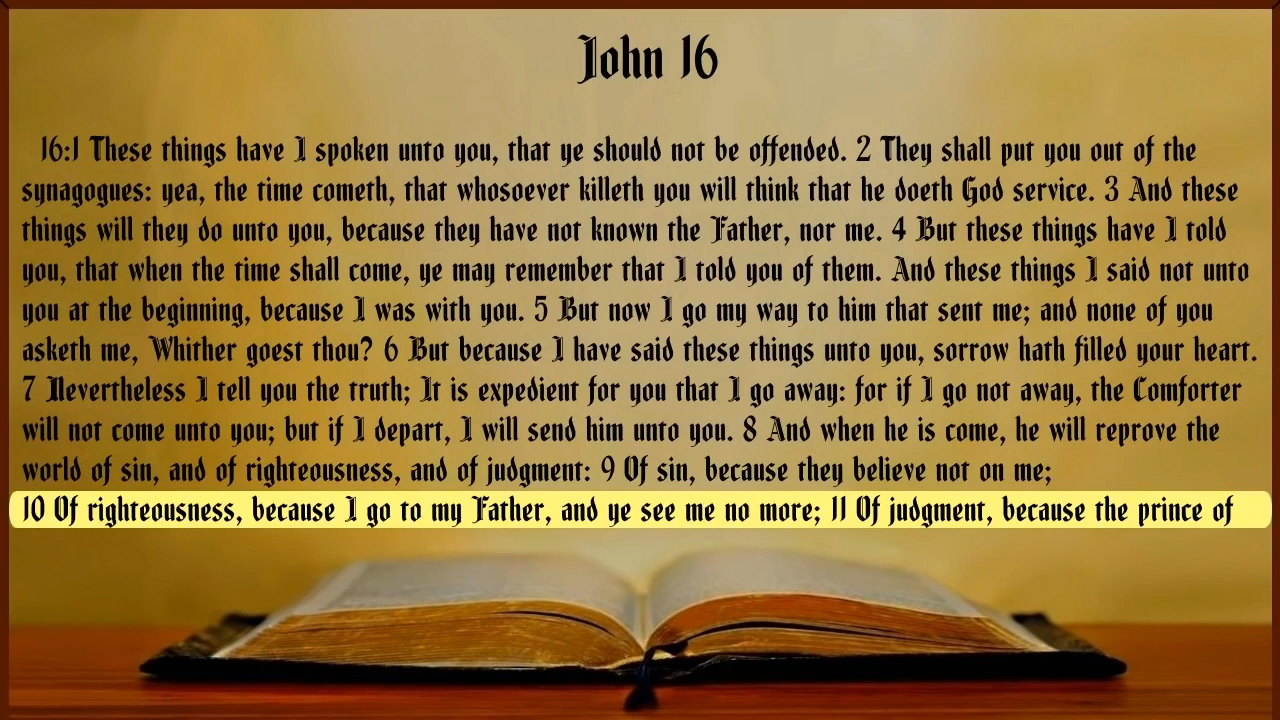 John 16
16:1 These things have I spoken unto you, that ye should not be offended. 2 They shall put you out of the
synagogues: yea, the time cometh, that whosoever killeth you will think that he doeth God service. 3 And these
things will they do unto you, because they have not known the Father, nor me. 4 But these things have I told
you, that when the time shall come, ye may remember that I told you of them. And these things I said not unto
you at the beginning, because I was with you. 5 But now I go my way to him that sent me; and none of you
asketh me, Whither goest thou? 6 But because I have said these things unto you, sorrow hath filled your heart.
7 Nevertheless I tell you the truth; It is expedient for you that I go away: for if I go not away, the Comforter
will not come unto you; but if I depart, I will send him unto you. 8 And when he is come, he will reprove the
world of sin, and of righteousness, and of judgment: 9 Of sin, because they believe not on me;
10 Of righteousness, because I go to my Father, and ye see me no more; 11 Of judgment, because the prince of